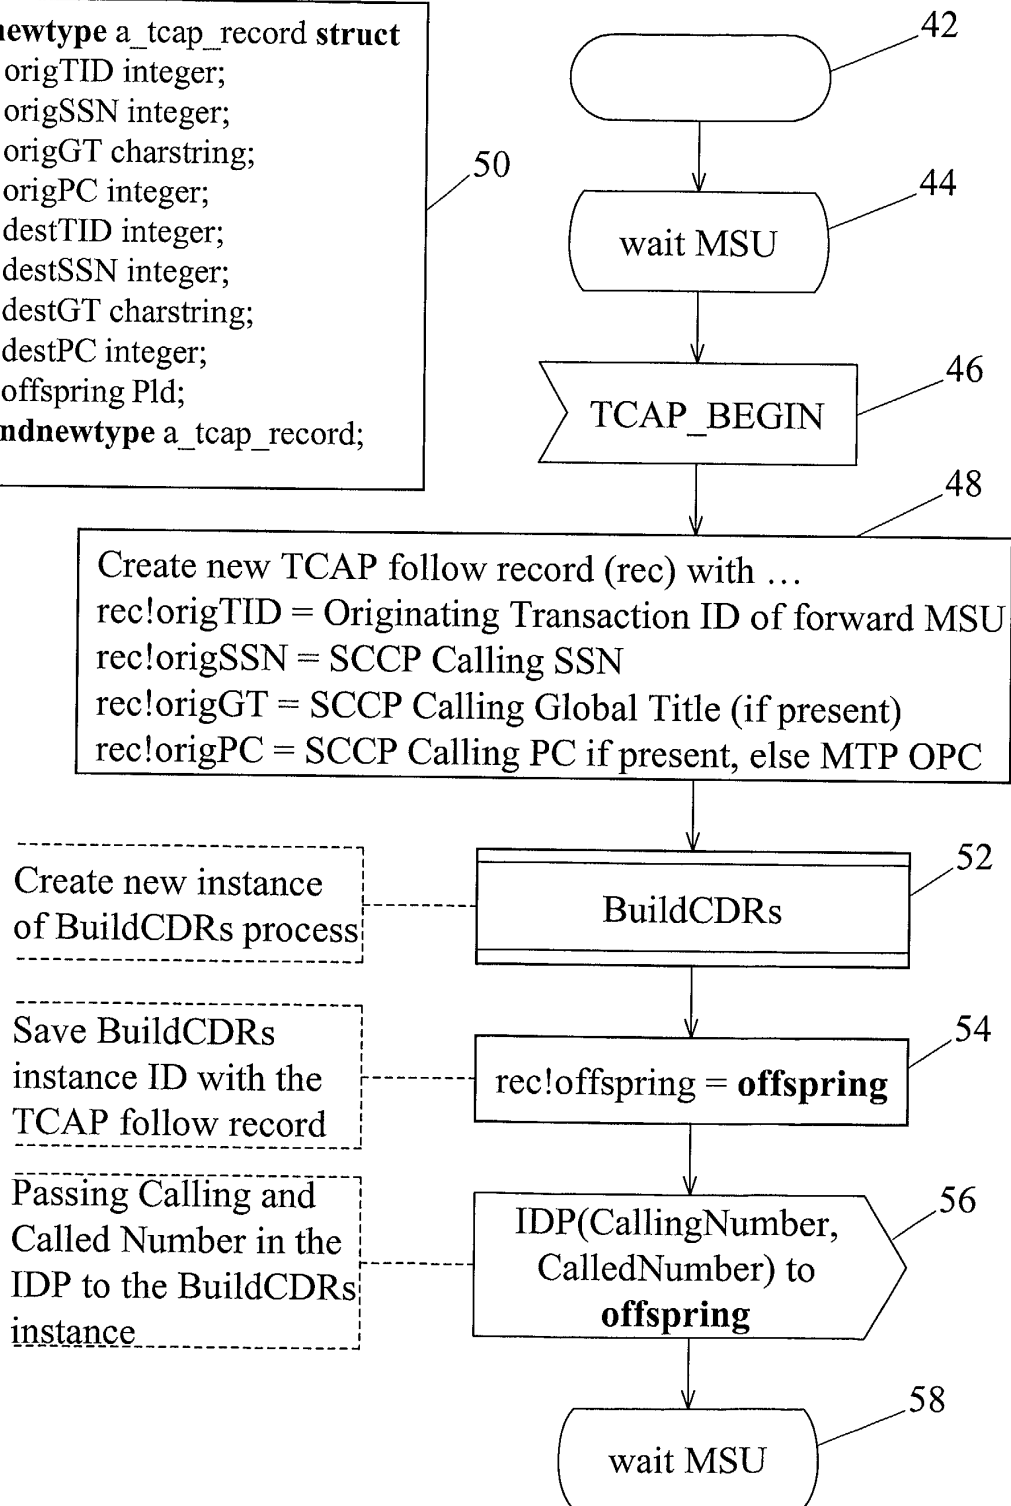 newtype a_tcap_record struct
origTID integer;
origSSN integer;
origGT charstring;
origPC integer;
destTID integer;
destSSN integer;
destGT charstring;
destPC integer;
offspring PId;
endnewtype a_tcap_record;
50
42
44
wait MSU
46
TCAP_BEGIN
48
Create new TCAP follow record (rec) with …
rec!origTID = Originating Transaction ID of forward MSU
rec!origSSN = SCCP Calling SSN
rec!origGT = SCCP Calling Global Title (if present)
rec!origPC = SCCP Calling PC if present, else MTP OPC
52
Create new instance
of BuildCDRs process
BuildCDRs
54
Save BuildCDRs
instance ID with the
TCAP follow record
rec!offspring = offspring
56
Passing Calling and
Called Number in the
IDP to the BuildCDRs
instance
IDP(CallingNumber,
CalledNumber) to
offspring
58
wait MSU